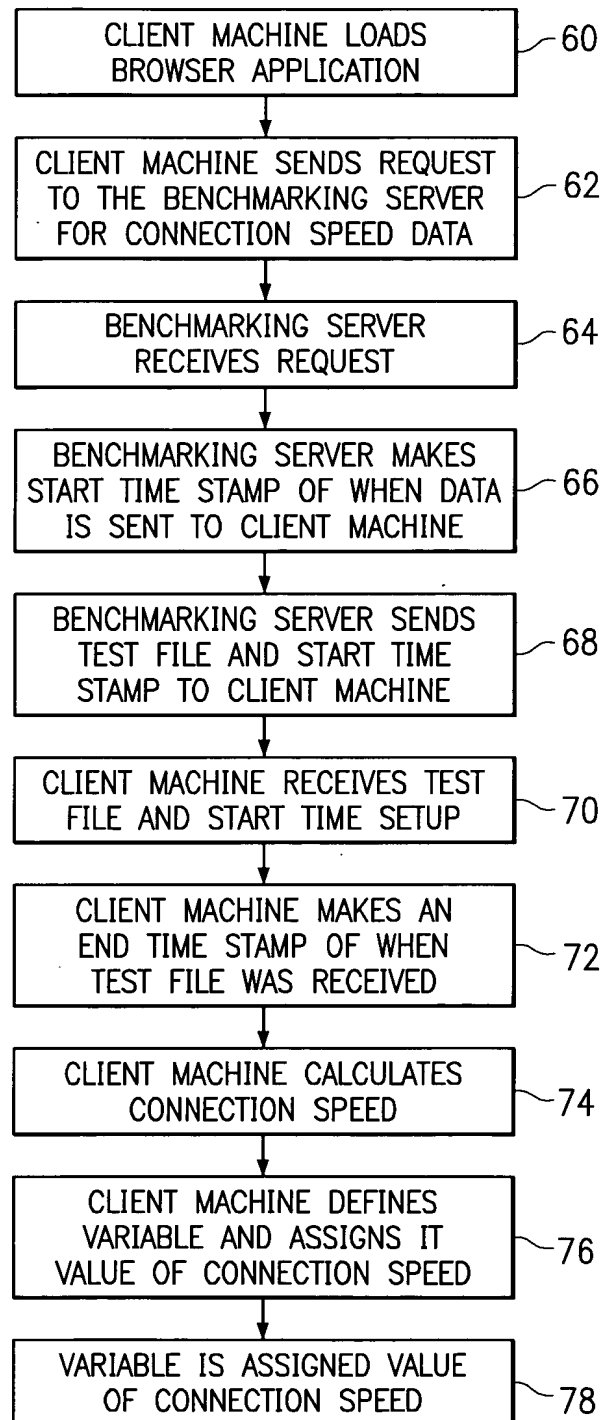 CLIENT MACHINE LOADS
BROWSER APPLICATION
60
CLIENT MACHINE SENDS REQUEST
TO THE BENCHMARKING SERVER
FOR CONNECTION SPEED DATA
62
BENCHMARKING SERVER
RECEIVES REQUEST
64
BENCHMARKING SERVER MAKES
START TIME STAMP OF WHEN DATA
IS SENT TO CLIENT MACHINE
66
BENCHMARKING SERVER SENDS
TEST FILE AND START TIME
STAMP TO CLIENT MACHINE
68
CLIENT MACHINE RECEIVES TEST
FILE AND START TIME SETUP
70
CLIENT MACHINE MAKES AN
END TIME STAMP OF WHEN
TEST FILE WAS RECEIVED
72
CLIENT MACHINE CALCULATES
CONNECTION SPEED
74
CLIENT MACHINE DEFINES
VARIABLE AND ASSIGNS IT
VALUE OF CONNECTION SPEED
76
VARIABLE IS ASSIGNED VALUE
OF CONNECTION SPEED
78